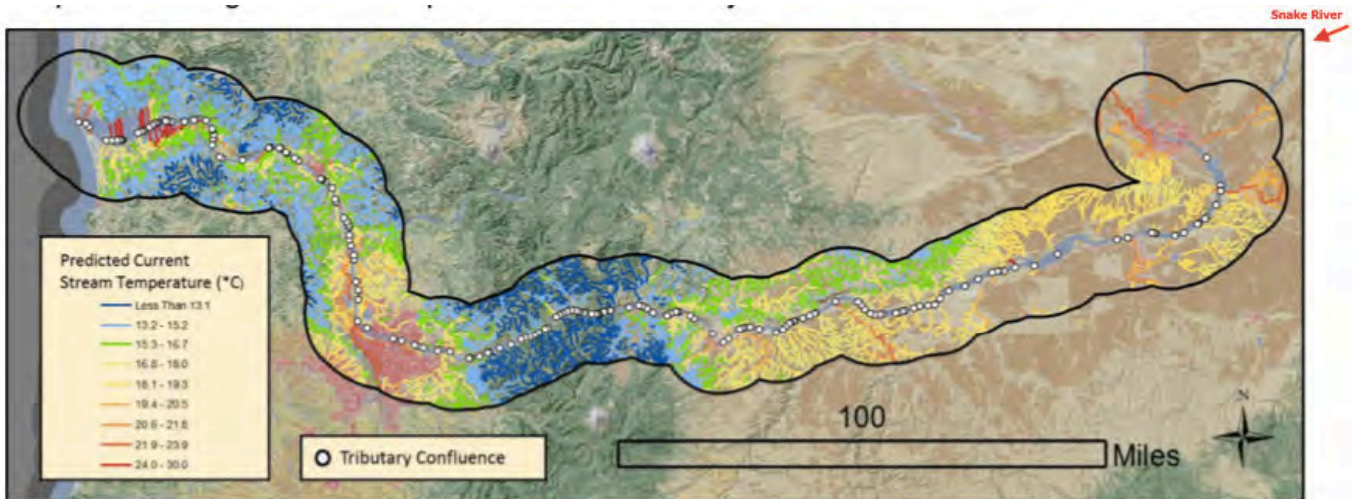 Snake River
Predicted Current
Stream Temperature (°C)
Less Than 13.1
13.2 - 15.2
15.3 - 16.7
16.8 - 18.0
18.1 - 19.3
19.4 - 20.5
20.6 - 21.8
21.9 - 23.9
24.0 - 30.0
Tributary Confluence
100
Miles
N